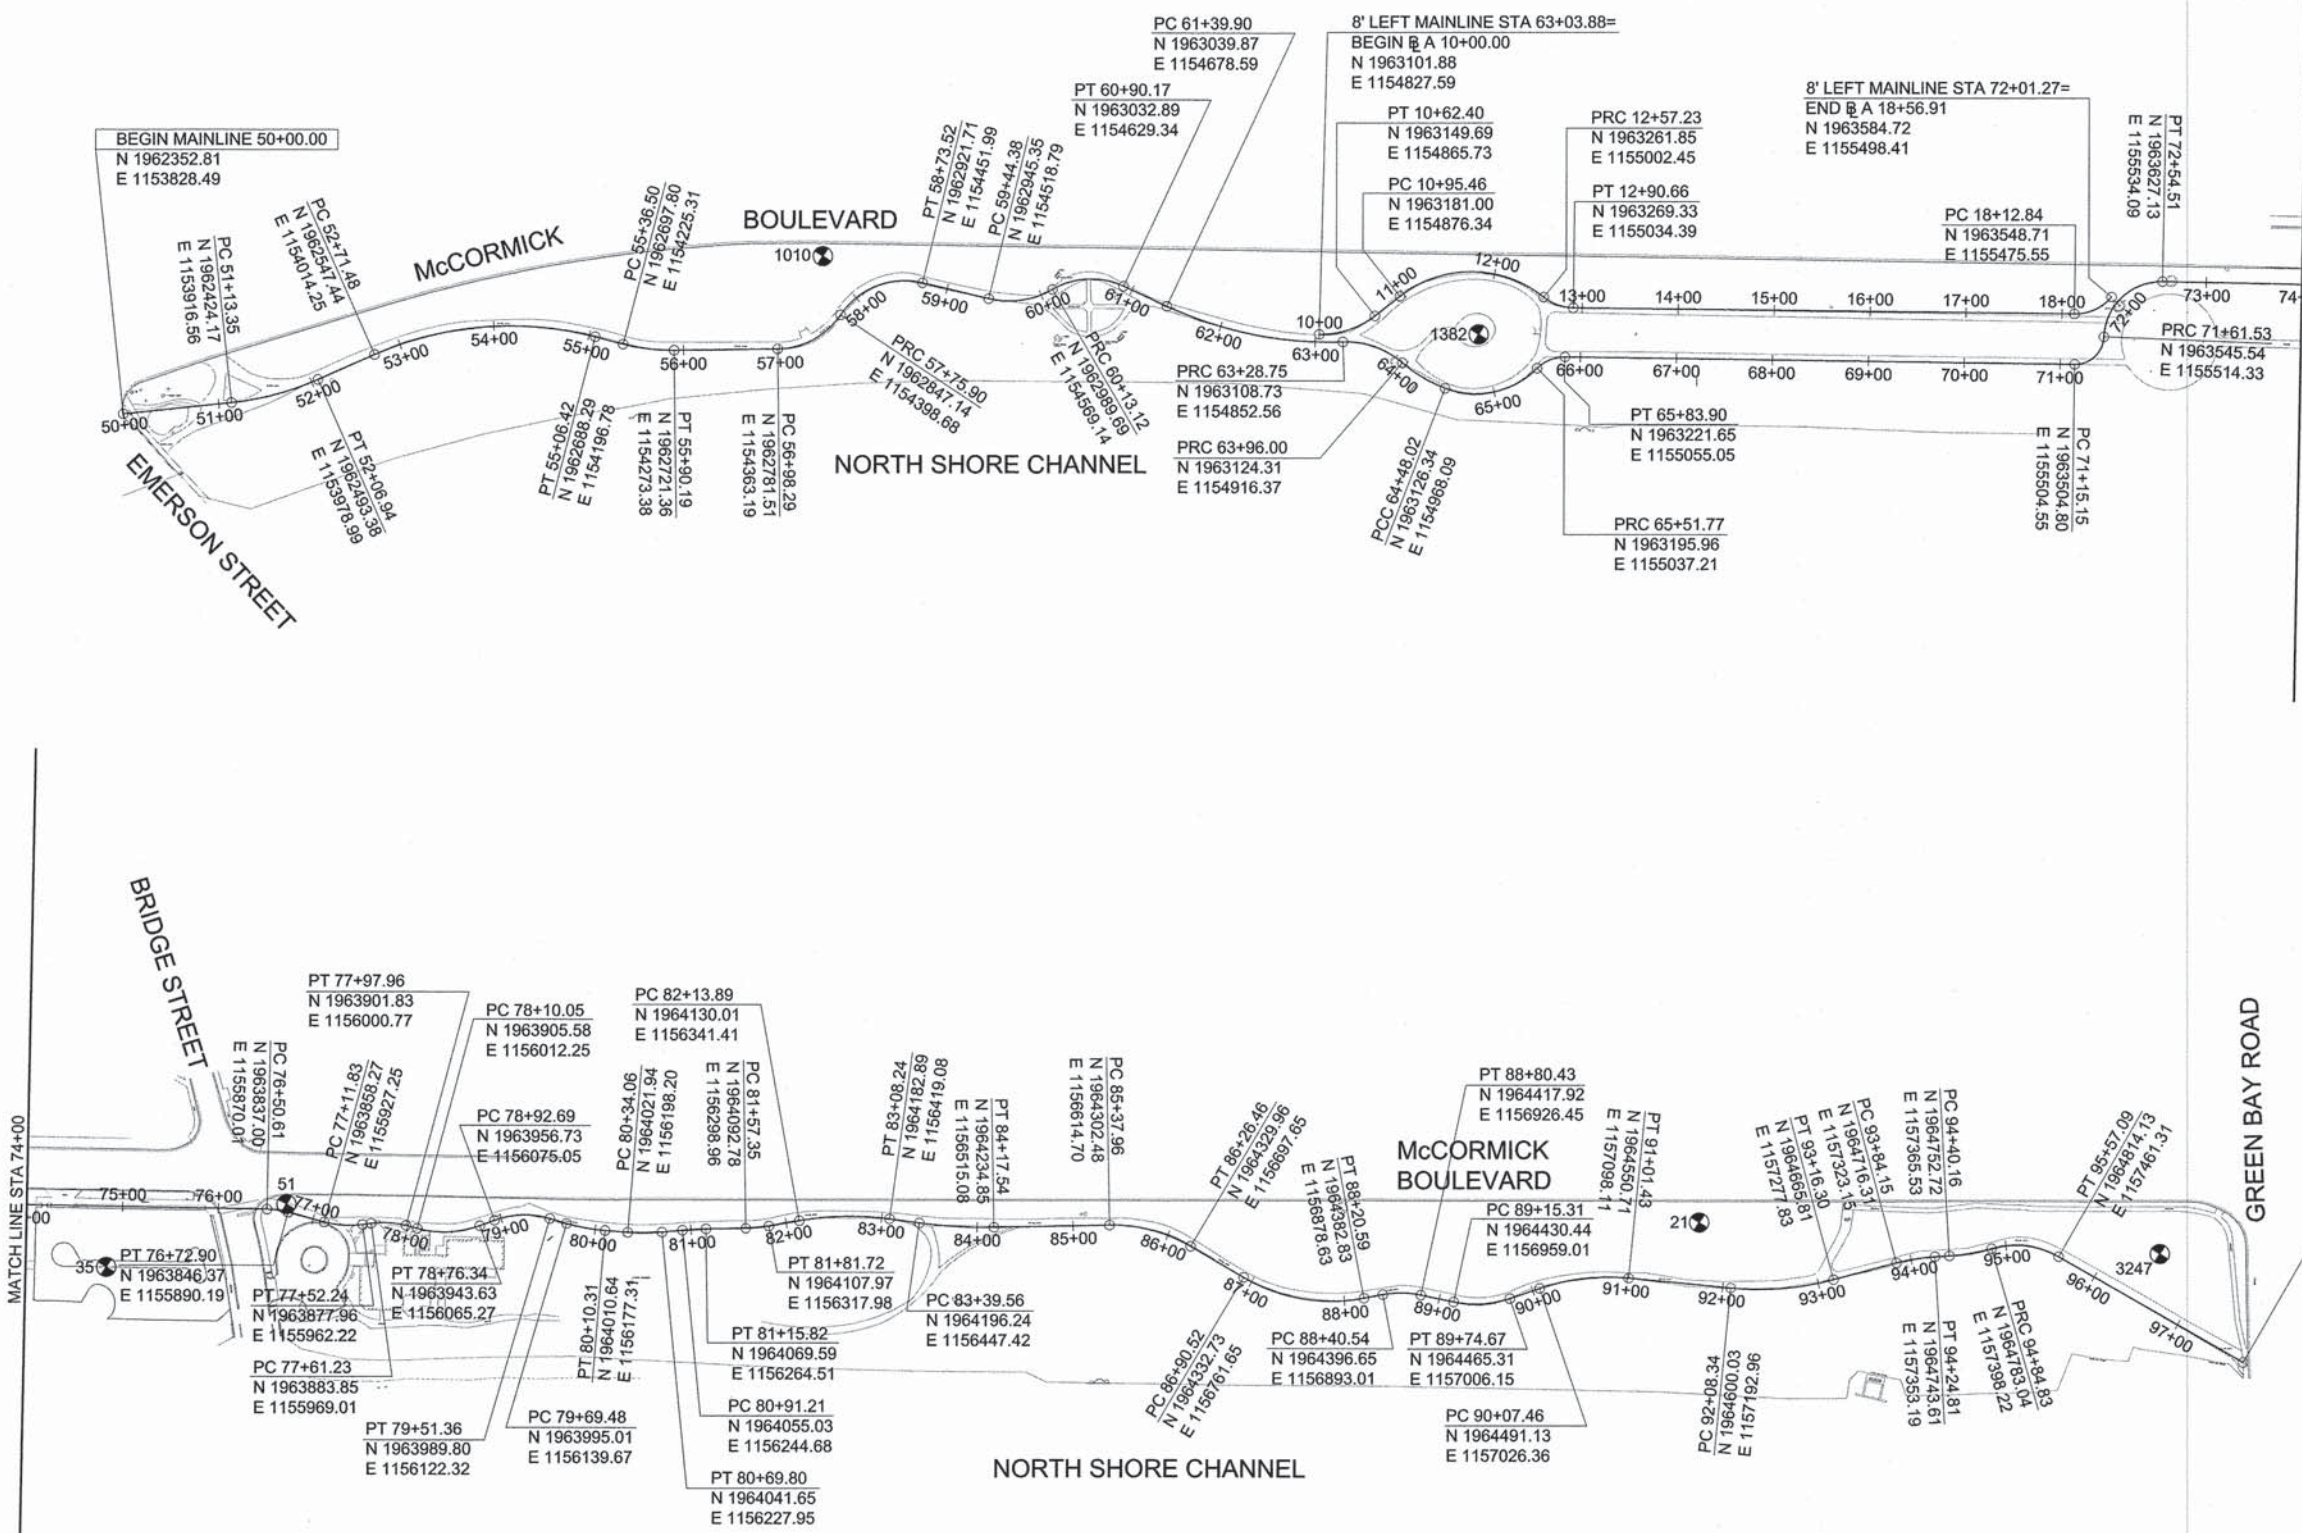 PC 61+39.90
N 1963039.87
E 1154678.59
8' LEFT MAINLINE STA 63+03.88=
BEGIN BL A 10+00.00
N 1963101.88
E 1154827.59
PT 60+90.17
N 1963032.89
E 1154629.34
8' LEFT MAINLINE STA 72+01.27=
END BL A 18+56.91
N 1963584.72
E 1155498.41
PT 10+62.40
N 1963149.69
E 1154865.73
PRC 12+57.23
N 1963261.85
E 1155002.45
PT 72+54.51
N 1963627.13
E 1155534.09
BEGIN MAINLINE 50+00.00
N 1962352.81
E 1153828.49
PT 58+73.52
N 1962921.71
E 1154451.99
PC 59+44.38
N 1962945.35
E 1154518.79
PC 10+95.46
N 1963181.00
E 1154876.34
PT 12+90.66
N 1963269.33
E 1155034.39
PC 18+12.84
N 1963548.71
E 1155475.55
PC 51+13.35
N 1962424.17
E 1153916.56
PC 52+71.48
N 1962547.44
E 1154014.25
McCORMICK
BOULEVARD
PC 55+36.50
N 1962697.80
E 1154225.31
1010
50+00
51+00
52+00
53+00
54+00
55+00
56+00
57+00
58+00
59+00
60+00
61+00
62+00
63+00
64+00
65+00
66+00
67+00
68+00
69+00
70+00
71+00
72+00
73+00
74
10+00
11+00
12+00
13+00
14+00
15+00
16+00
17+00
18+00
1382
PRC 57+75.90
N 1962847.14
E 1154398.68
PRC 60+13.12
N 1962989.69
E 1154569.14
PRC 63+28.75
N 1963108.73
E 1154852.56
PRC 71+61.53
N 1963545.54
E 1155514.33
PT 52+06.94
N 1962493.38
E 1153978.99
PT 55+06.42
N 1962688.29
E 1154196.78
PT 55+90.19
N 1962721.36
E 1154273.38
PC 56+98.29
N 1962781.51
E 1154363.19
NORTH SHORE CHANNEL
PRC 63+96.00
N 1963124.31
E 1154916.37
PCC 64+48.02
N 1963126.34
E 1154968.09
PT 65+83.90
N 1963221.65
E 1155055.05
PRC 65+51.77
N 1963195.96
E 1155037.21
PC 71+15.15
N 1963504.80
E 1155504.55
EMERSON STREET
BRIDGE STREET
PT 77+97.96
N 1963901.83
E 1156000.77
PC 78+10.05
N 1963905.58
E 1156012.25
PC 82+13.89
N 1964130.01
E 1156341.41
GREEN BAY ROAD
PC 76+50.61
N 1963837.00
E 1155870.01
PC 77+11.83
N 1963858.27
E 1155927.25
PC 78+92.69
N 1963956.73
E 1156075.05
PC 80+34.06
N 1964021.94
E 1156198.20
PC 81+57.35
N 1964092.78
E 1156298.96
PT 83+08.24
N 1964182.89
E 1156419.08
PT 84+17.54
N 1964234.85
E 1156515.08
PC 85+37.96
N 1964302.48
E 1156614.70
PT 86+26.46
N 1964329.96
E 1156697.65
PT 88+20.59
N 1964382.83
E 1156878.63
PT 88+80.43
N 1964417.92
E 1156926.45
McCORMICK
BOULEVARD
PC 89+15.31
N 1964430.44
E 1156959.01
PT 91+01.43
N 1964550.71
E 1157098.11
PT 93+16.30
N 1964665.81
E 1157277.83
PC 93+84.15
N 1964716.31
E 1157323.15
PC 94+40.16
N 1964752.72
E 1157365.53
PT 95+57.09
N 1964814.13
E 1157461.31
MATCH LINE STA 74+00
+00
75+00
76+00
77+00
78+00
79+00
80+00
81+00
82+00
83+00
84+00
85+00
86+00
87+00
88+00
89+00
90+00
91+00
92+00
93+00
94+00
95+00
96+00
97+00
51
35
21
3247
PT 76+72.90
N 1963846.37
E 1155890.19
PT 77+52.24
N 1963877.96
E 1155962.22
PC 77+61.23
N 1963883.85
E 1155969.01
PT 78+76.34
N 1963943.63
E 1156065.27
PT 79+51.36
N 1963989.80
E 1156122.32
PC 79+69.48
N 1963995.01
E 1156139.67
PT 80+10.31
N 1964010.64
E 1156177.31
PT 81+81.72
N 1964107.97
E 1156317.98
PT 81+15.82
N 1964069.59
E 1156264.51
PC 80+91.21
N 1964055.03
E 1156244.68
PT 80+69.80
N 1964041.65
E 1156227.95
PC 83+39.56
N 1964196.24
E 1156447.42
PC 86+90.52
N 1964332.73
E 1156761.65
PC 88+40.54
N 1964396.65
E 1156893.01
PT 89+74.67
N 1964465.31
E 1157006.15
PC 90+07.46
N 1964491.13
E 1157026.36
PC 92+08.34
N 1964600.03
E 1157192.96
PT 94+24.81
N 1964743.61
E 1157353.19
PRC 94+84.83
N 1964783.04
E 1157398.22
NORTH SHORE CHANNEL